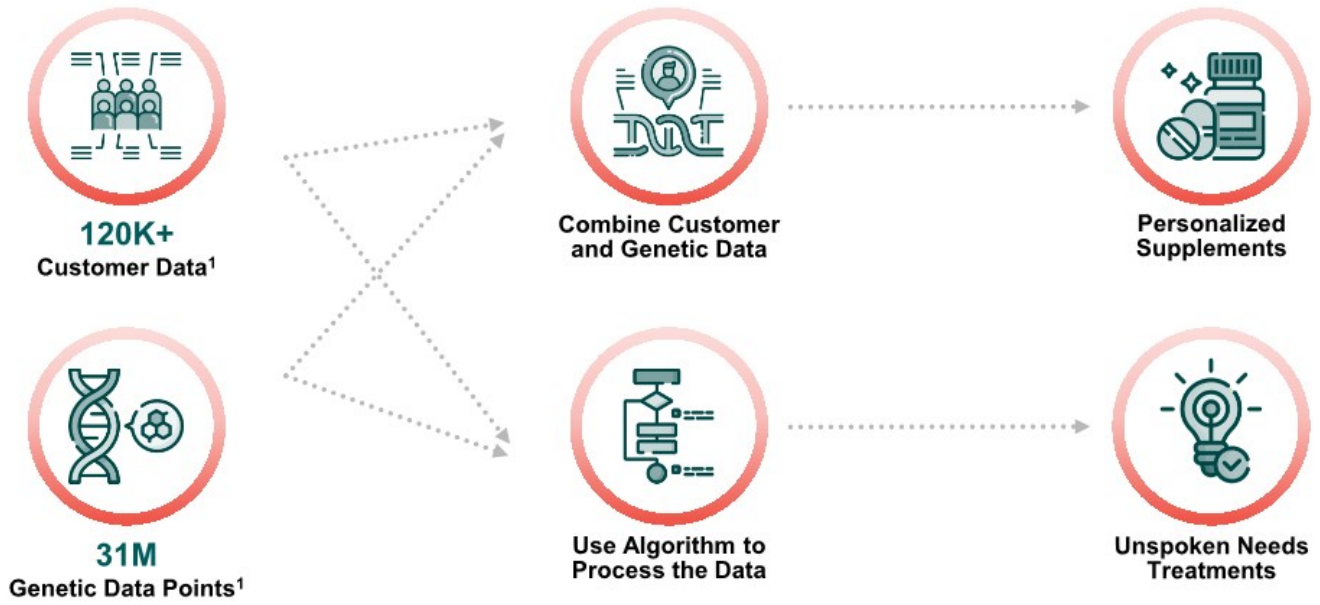 120K+
Customer Data¹
Combine Customer
and Genetic Data
Personalized
Supplements
31M
Genetic Data Points¹
Use Algorithm to
Process the Data
Unspoken Needs
Treatments